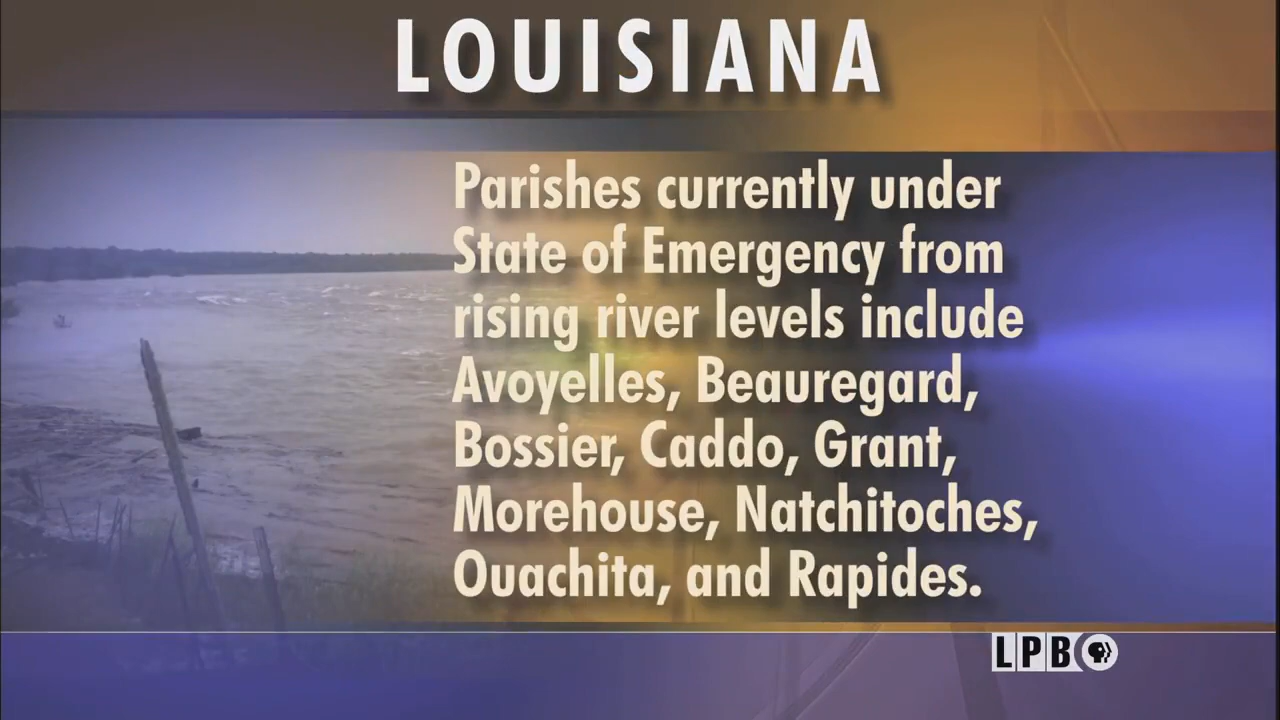 LOUISIANA
Parishes currently under
State of Emergency from
rising river levels include
Avoyelles, Beauregard,
Bossier, Caddo, Grant,
Morehouse, Natchitoches,
Ouachita, and Rapides.
LPB